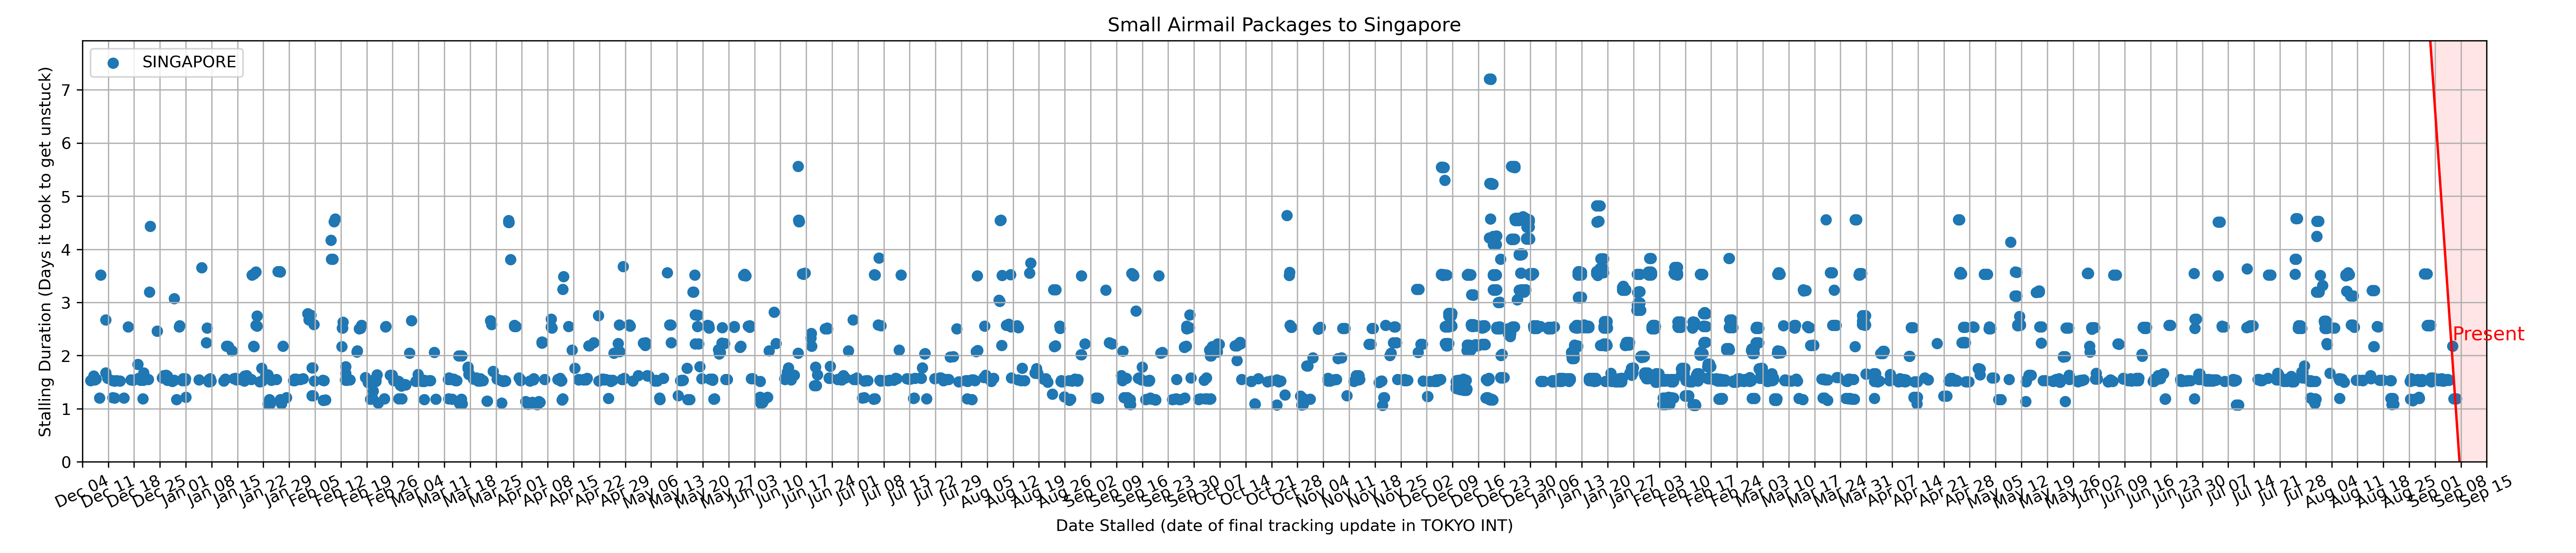 Small Airmail Packages to Singapore
SINGAPORE
Stalling Duration (Days it took to get unstuck)
7
6
5
4
3
2
1
0
Present
Dec 04 Dec 11 Dec 18 Dec 25 Jan 01 Jan 08 Jan 15 Jan 22 Jan 29 Feb 05 Feb 12 Feb 19 Feb 26 Mar 04 Mar 11 Mar 18 Mar 25 Apr 01 Apr 08 Apr 15 Apr 22 Apr 29 May 06 May 13 May 20 May 27 Jun 03 Jun 10 Jun 17 Jun 24 Jul 01 Jul 08 Jul 15 Jul 22 Jul 29 Aug 05 Aug 12 Aug 19 Aug 26 Sep 02 Sep 09 Sep 16 Sep 23 Sep 30 Oct 07 Oct 14 Oct 21 Oct 28 Nov 04 Nov 11 Nov 18 Nov 25 Dec 02 Dec 09 Dec 16 Dec 23 Dec 30 Jan 06 Jan 13 Jan 20 Jan 27 Feb 03 Feb 10 Feb 17 Feb 24 Mar 03 Mar 10 Mar 17 Mar 24 Mar 31 Apr 07 Apr 14 Apr 21 Apr 28 May 05 May 12 May 19 May 26 Jun 02 Jun 09 Jun 16 Jun 23 Jun 30 Jul 07 Jul 14 Jul 21 Jul 28 Aug 04 Aug 11 Aug 18 Aug 25 Sep 01 Sep 08 Sep 15
Date Stalled (date of final tracking update in TOKYO INT)